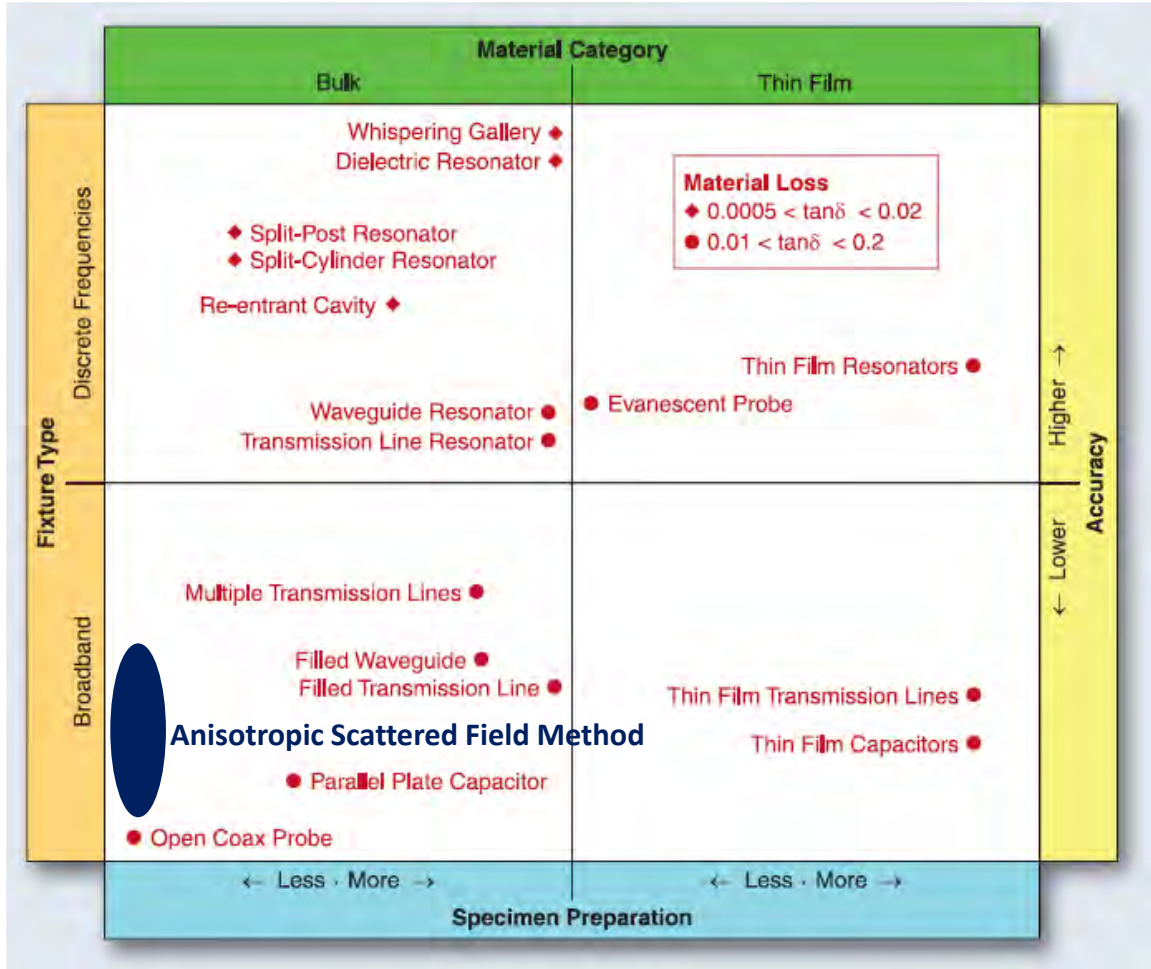 Material Category
Bulk
Thin Film
Fixture Type
Discrete Frequencies
Broadband
Whispering Gallery
Dielectric Resonator
Split-Post Resonator
Split-Cylinder Resonator
Re-entrant Cavity
Waveguide Resonator
Transmission Line Resonator
Material Loss
0.0005 < tanδ < 0.02
0.01 < tanδ < 0.2
Thin Film Resonators
Evanescent Probe
Multiple Transmission Lines
Filled Waveguide
Filled Transmission Line
Anisotropic Scattered Field Method
Parallel Plate Capacitor
Open Coax Probe
Thin Film Transmission Lines
Thin Film Capacitors
Higher →
← Lower
Accuracy
← Less · More →
← Less · More →
Specimen Preparation